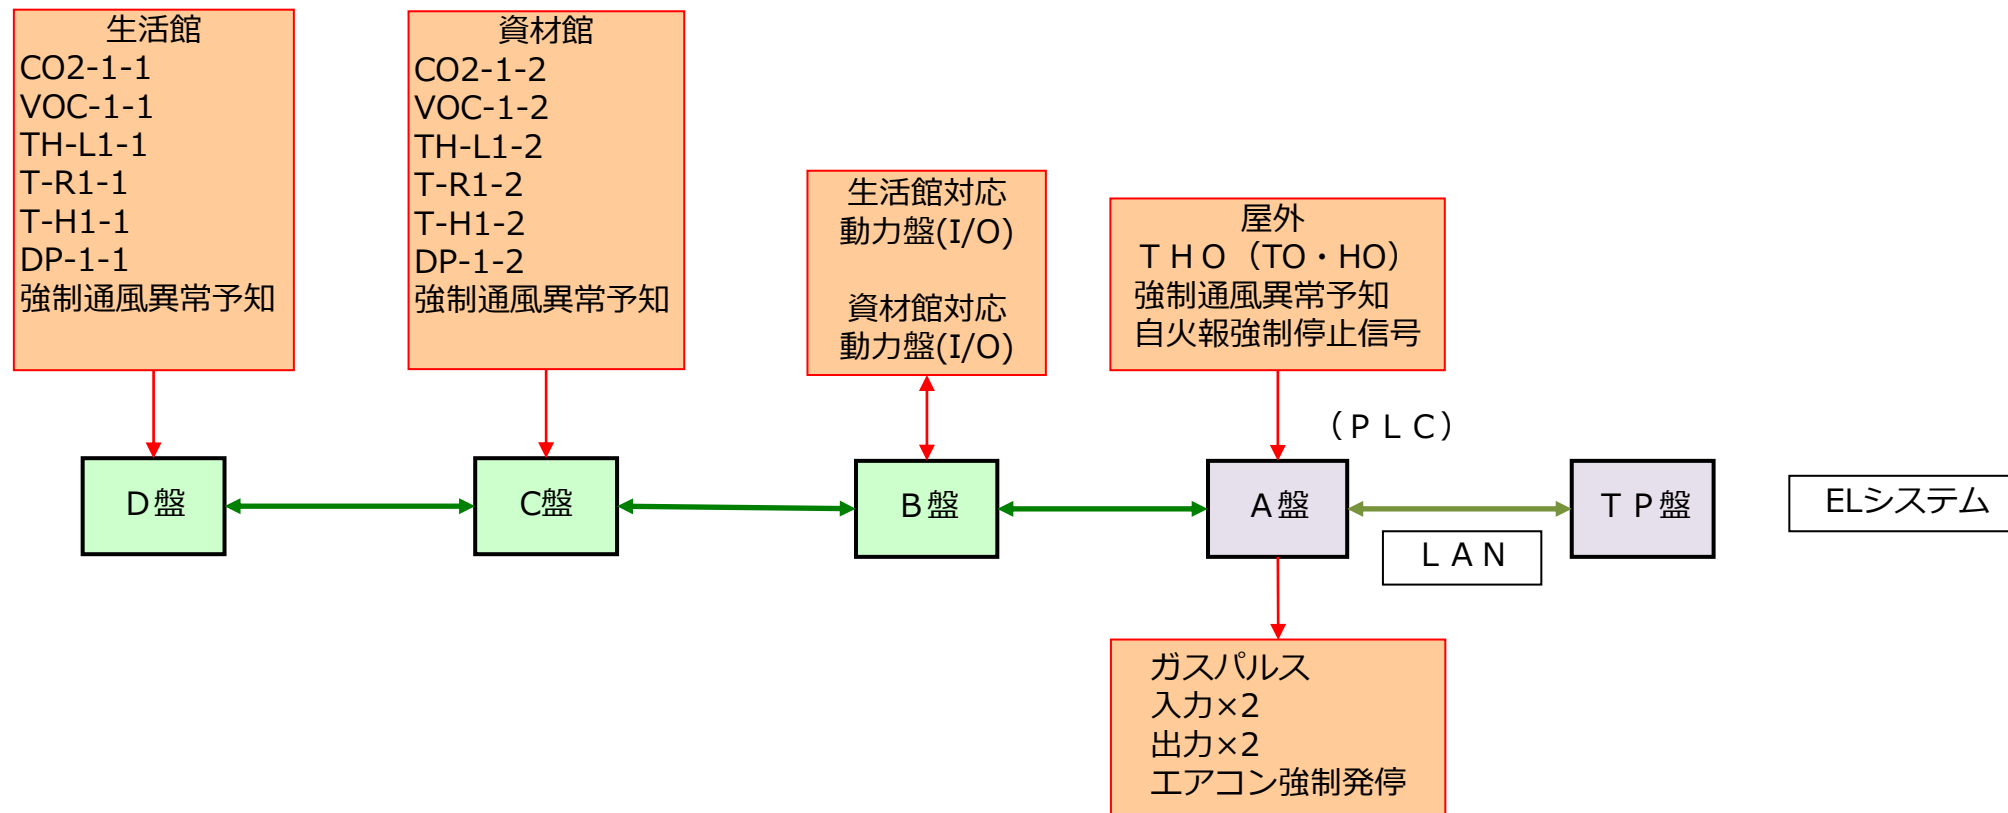 生活館
CO2-1-1
VOC-1-1
TH-L1-1
T-R1-1
T-H1-1
DP-1-1
強制通風異常予知
資材館
CO2-1-2
VOC-1-2
TH-L1-2
T-R1-2
T-H1-2
DP-1-2
強制通風異常予知
生活館対応
動力盤(I/O)
資材館対応
動力盤(I/O)
屋外
ＴＨＯ（TO・HO）
強制通風異常予知
自火報強制停止信号
（ＰＬＣ）
Ｄ盤
C盤
Ｂ盤
Ａ盤
ＴＰ盤
ELシステム
ＬＡＮ
ガスパルス
入力×2
出力×2
エアコン強制発停